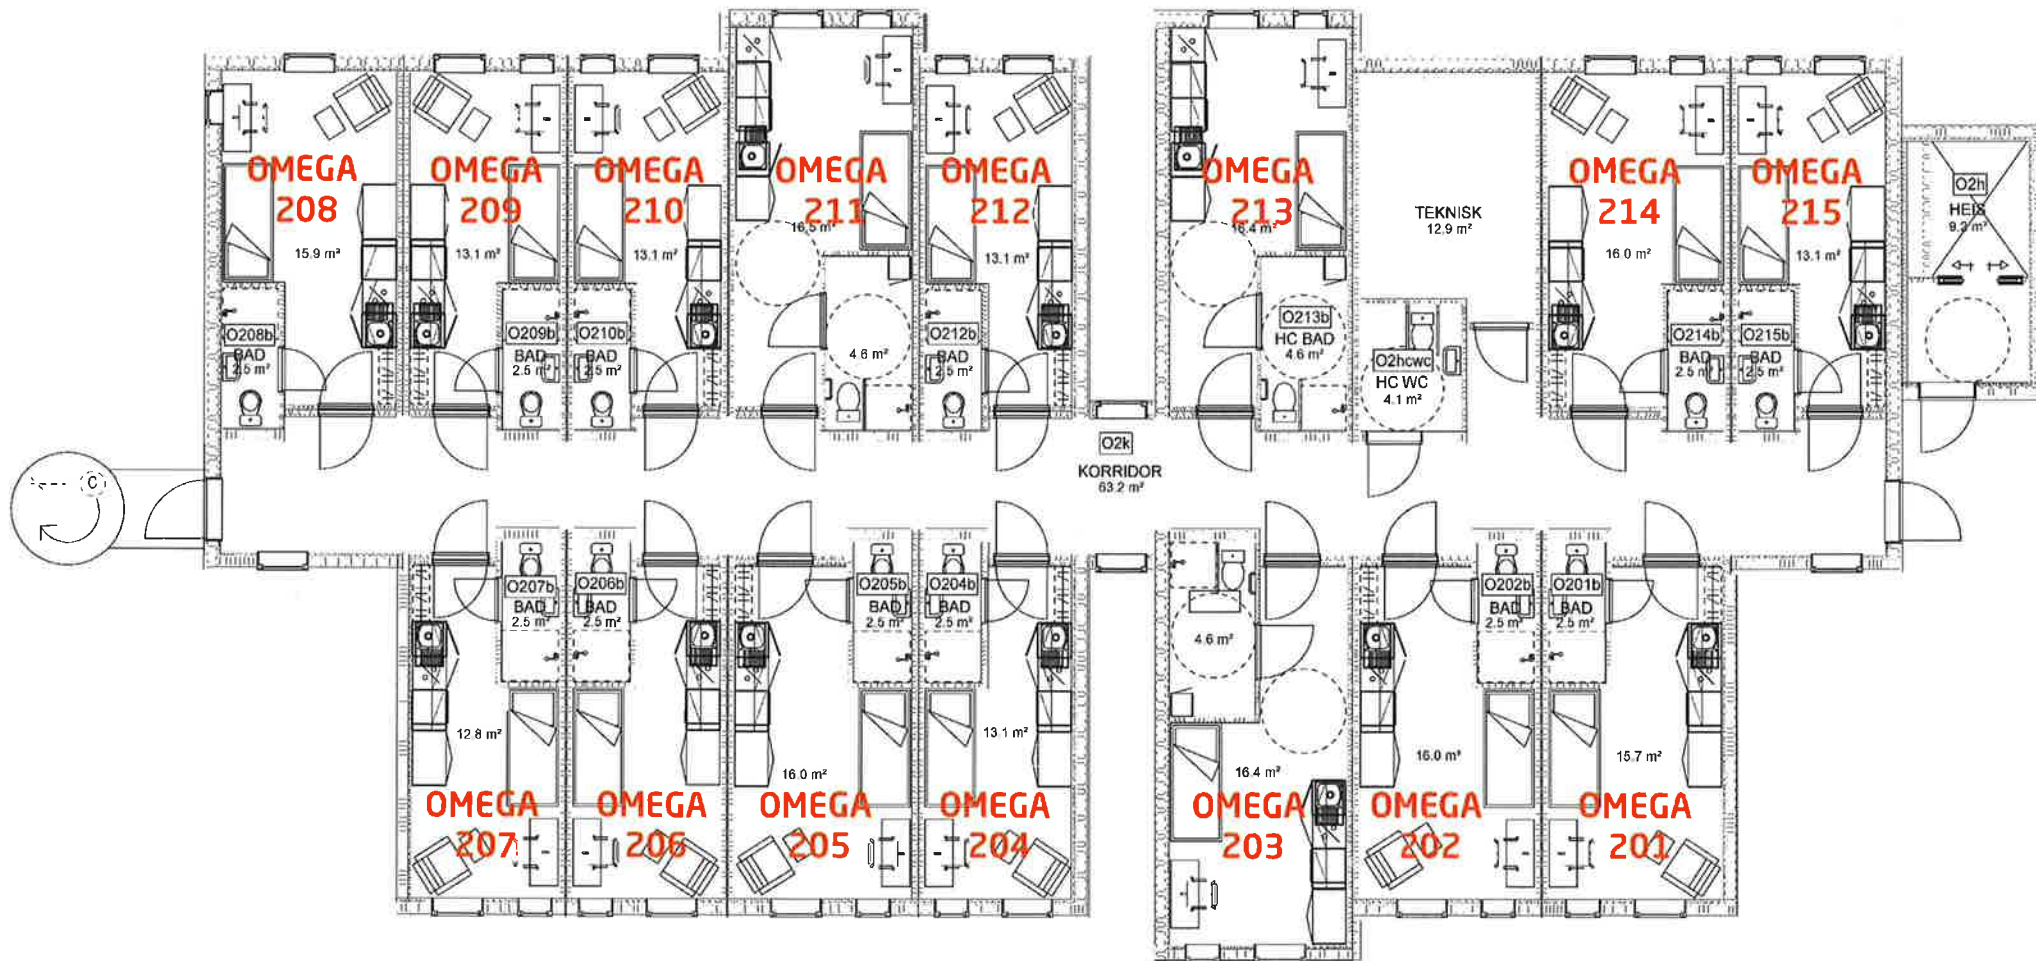 OMEGA
208
15.9 m²
O208b
BAD
2.5 m²
OMEGA
209
13.1 m²
O209b
BAD
2.5 m²
OMEGA
210
13.1 m²
O210b
BAD
2.5 m²
OMEGA
211
16.5 m²
4.6 m²
OMEGA
212
13.1 m²
O212b
BAD
2.5 m²
OMEGA
213
16.4 m²
O213b
HC BAD
4.6 m²
TEKNISK
12.9 m²
O2hcwc
HC WC
4.1 m²
OMEGA
214
16.0 m²
O214b
BAD
2.5 m²
OMEGA
215
13.1 m²
O215b
BAD
2.5 m²
O2h
HEIS
9.3 m²
O2k
KORRIDOR
63.2 m²
C
O207b
BAD
2.5 m²
12.8 m²
OMEGA
207
O206b
BAD
2.5 m²
OMEGA
206
O205b
BAD
2.5 m²
16.0 m²
OMEGA
205
O204b
BAD
2.5 m²
13.1 m²
OMEGA
204
4.6 m²
16.4 m²
OMEGA
203
O202b
BAD
2.5 m²
16.0 m²
OMEGA
202
O201b
BAD
2.5 m²
15.7 m²
OMEGA
201